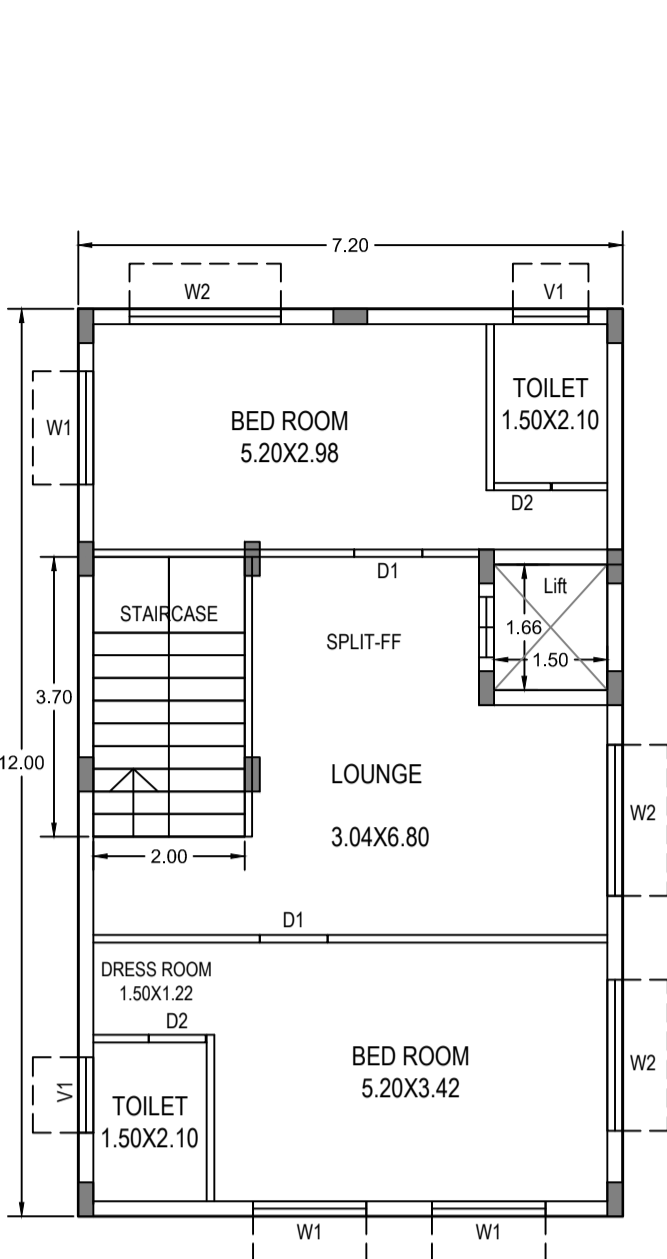 7.20
W2
V1
W1
BED ROOM
5.20X2.98
TOILET
1.50X2.10
D2
D1
STAIRCASE
SPLIT-FF
Lift
1.66
1.50
3.70
12.00
LOUNGE
3.04X6.80
W2
2.00
D1
DRESS ROOM
1.50X1.22
D2
BED ROOM
5.20X3.42
W2
V1
TOILET
1.50X2.10
W1
W1